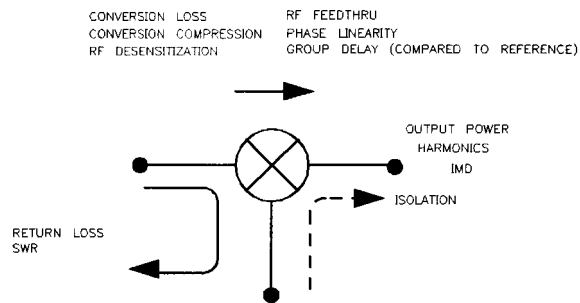 CONVERSION LOSS
CONVERSION COMPRESSION
RF DESENSITIZATION
RF FEEDTHRU
PHASE LINEARITY
GROUP DELAY (COMPARED TO REFERENCE)
OUTPUT POWER
HARMONICS
IMD
ISOLATION
RETURN LOSS
SWR